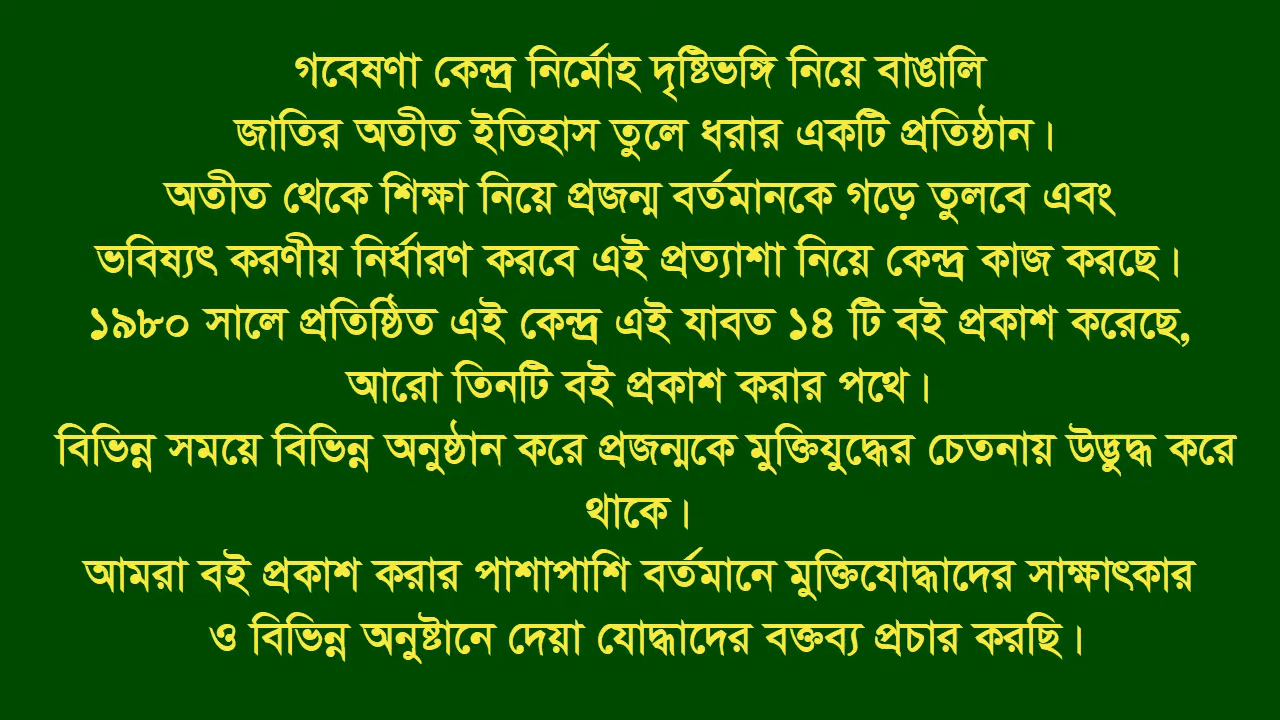 গবেষণা কেন্দ্র নির্মোহ দৃষ্টিভঙ্গি নিয়ে বাঙালি
জাতির অতীত ইতিহাস তুলে ধরার একটি প্রতিষ্ঠান।
অতীত থেকে শিক্ষা নিয়ে প্রজন্ম বর্তমানকে গড়ে তুলবে এবং
ভবিষ্যৎ করণীয় নির্ধারণ করবে এই প্রত্যাশা নিয়ে কেন্দ্র কাজ করছে।
১৯৮০ সালে প্রতিষ্ঠিত এই কেন্দ্র এই যাবত ১৪ টি বই প্রকাশ করেছে,
আরো তিনটি বই প্রকাশ করার পথে।
বিভিন্ন সময়ে বিভিন্ন অনুষ্ঠান করে প্রজন্মকে মুক্তিযুদ্ধের চেতনায় উদ্ভুদ্ধ করে
থাকে।
আমরা বই প্রকাশ করার পাশাপাশি বর্তমানে মুক্তিযোদ্ধাদের সাক্ষাৎকার
ও বিভিন্ন অনুষ্টানে দেয়া যোদ্ধাদের বক্তব্য প্রচার করছি।